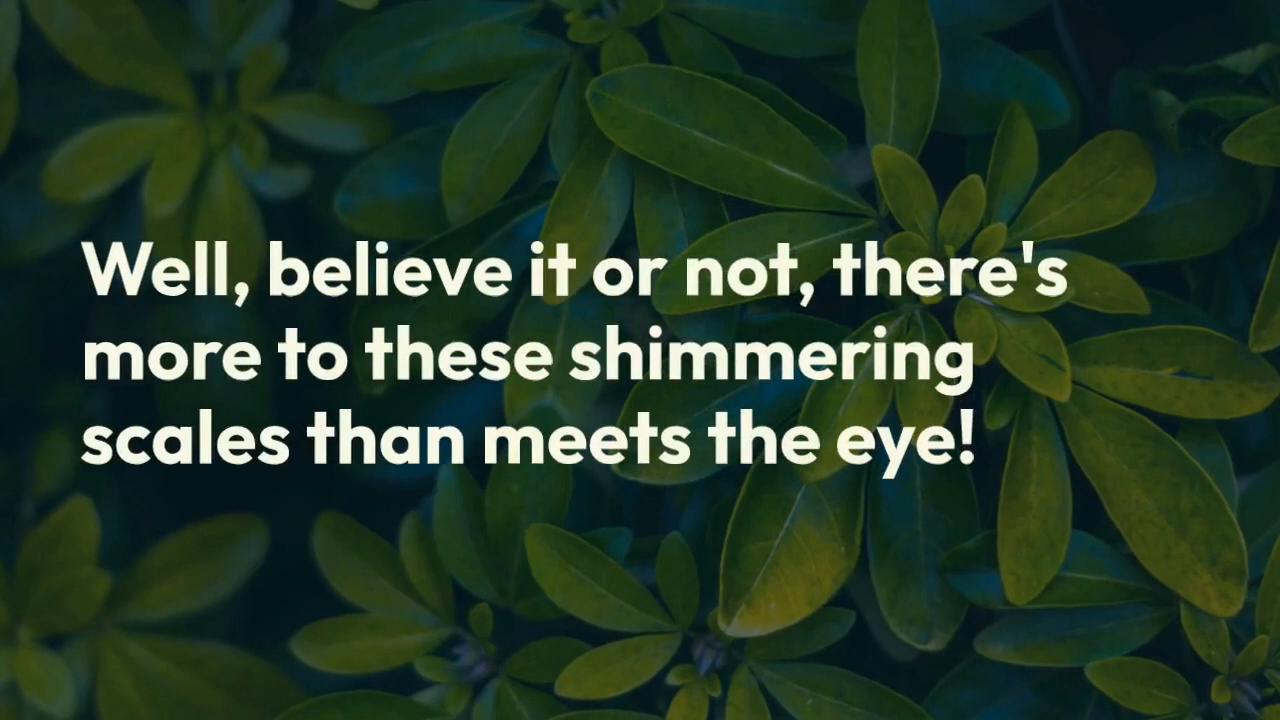 Well, believe it or not, there's
more to these shimmering
scales than meets the eye!